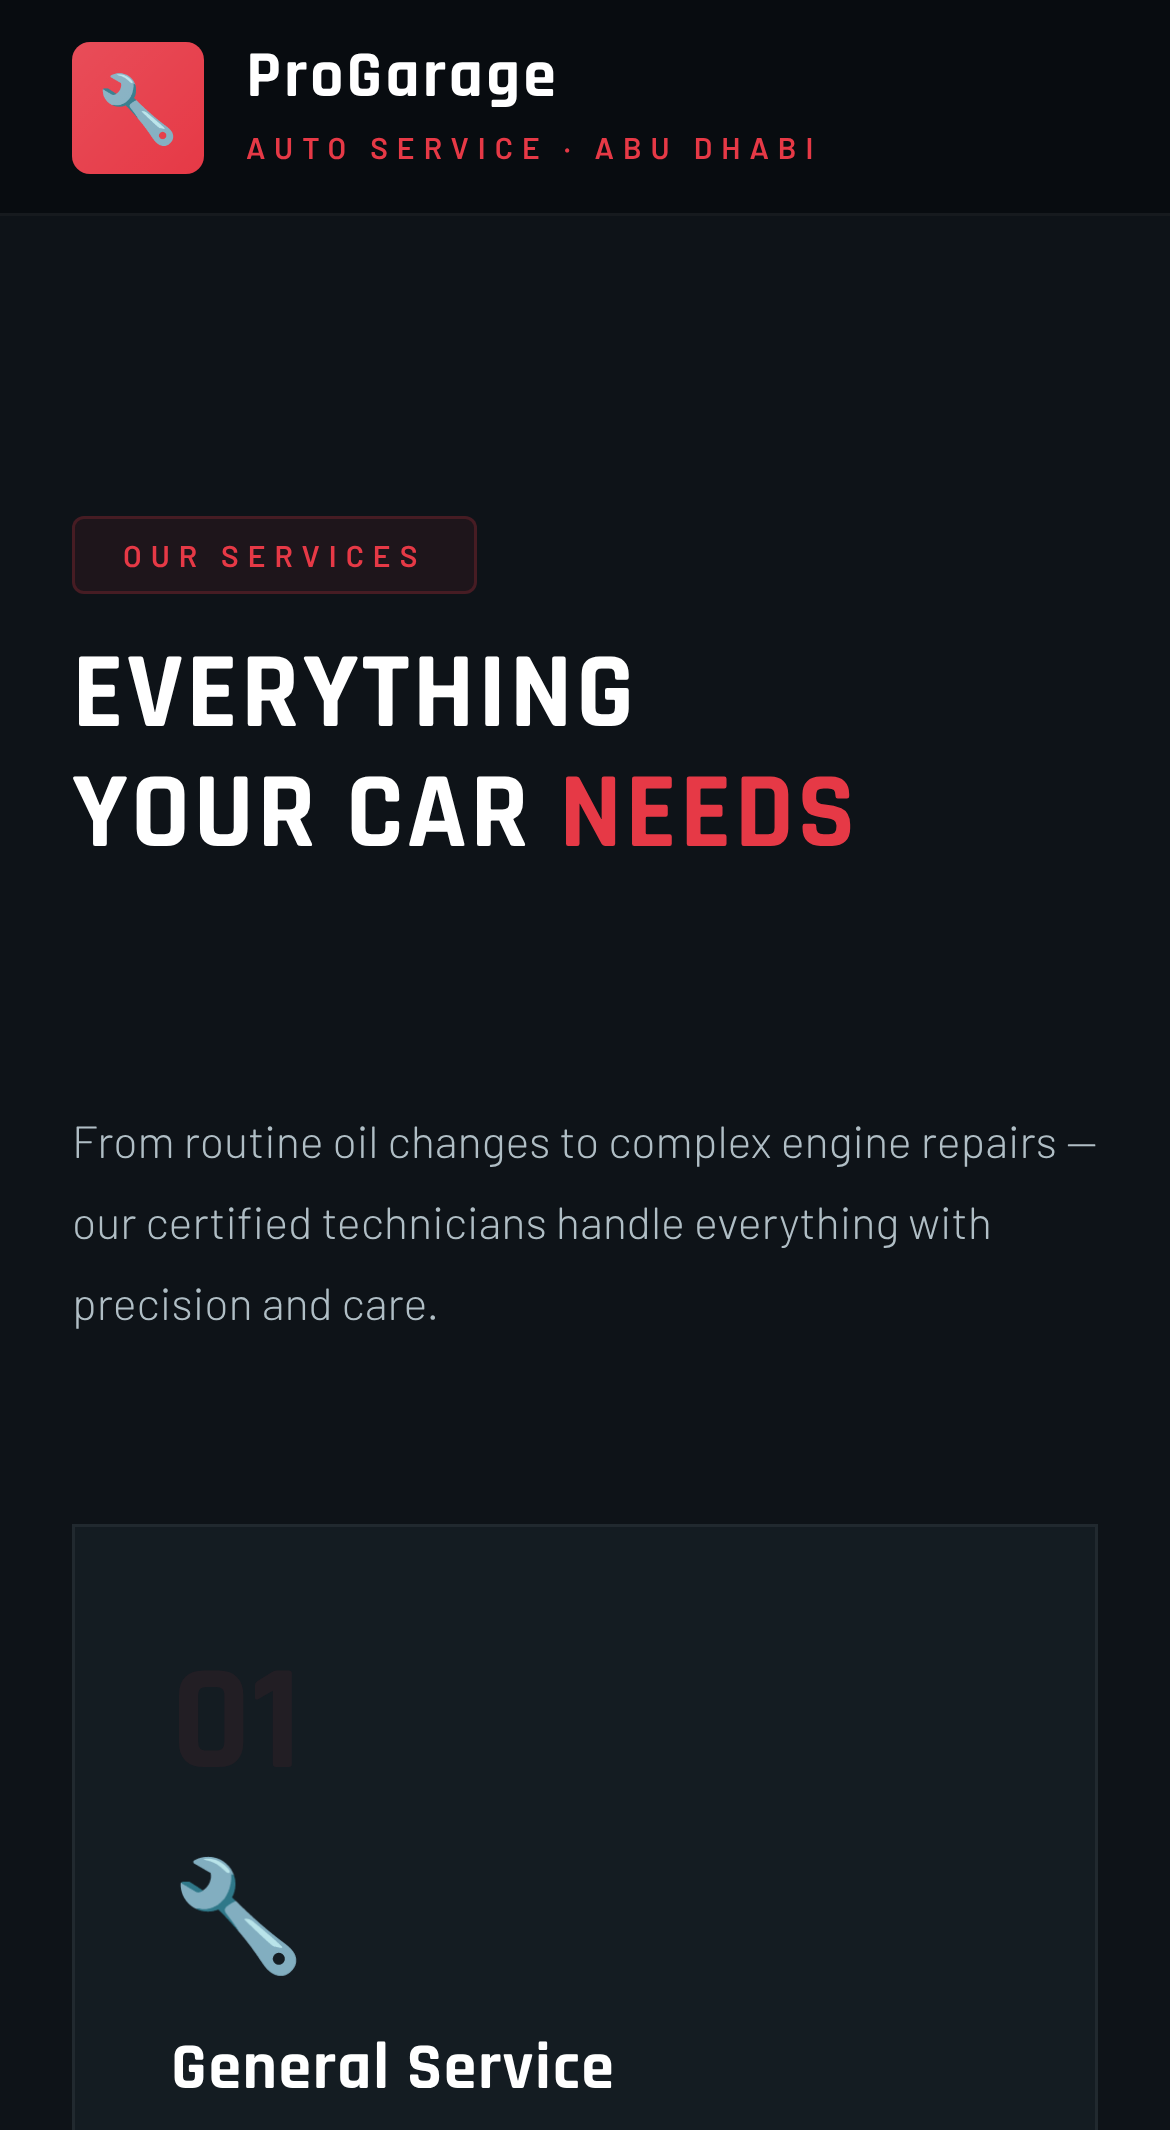 ProGarage
AUTO SERVICE · ABU DHABI
OUR SERVICES
EVERYTHING
YOUR CAR NEEDS
From routine oil changes to complex engine repairs —
our certified technicians handle everything with
precision and care.
01
General Service